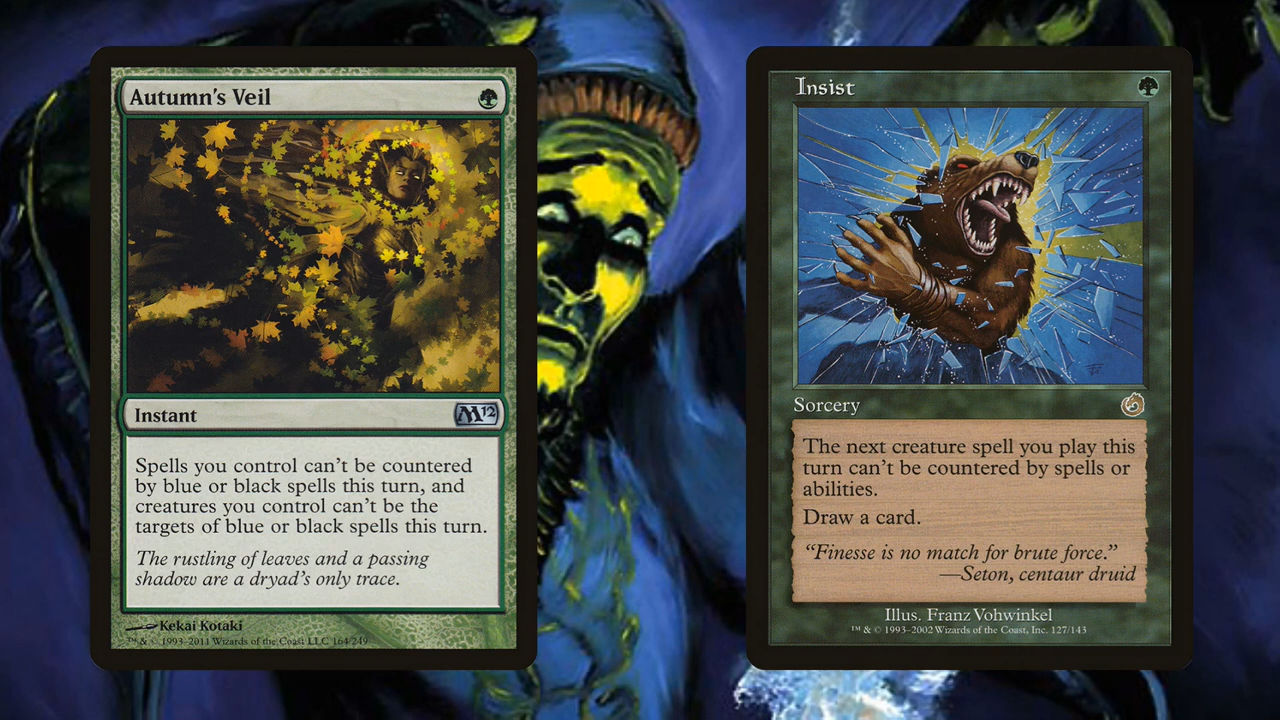 Autumn's Veil
Instant
M12
Spells you control can't be countered
by blue or black spells this turn, and
creatures you control can't be the
targets of blue or black spells this turn.
The rustling of leaves and a passing
shadow are a dryad's only trace.
Kekai Kotaki
™ & © 1993–2011 Wizards of the Coast LLC 164/249
Insist
Sorcery
The next creature spell you play this
turn can't be countered by spells or
abilities.
Draw a card.
“Finesse is no match for brute force.”
—Seton, centaur druid
Illus. Franz Vohwinkel
™ & © 1993–2002 Wizards of the Coast, Inc. 127/143